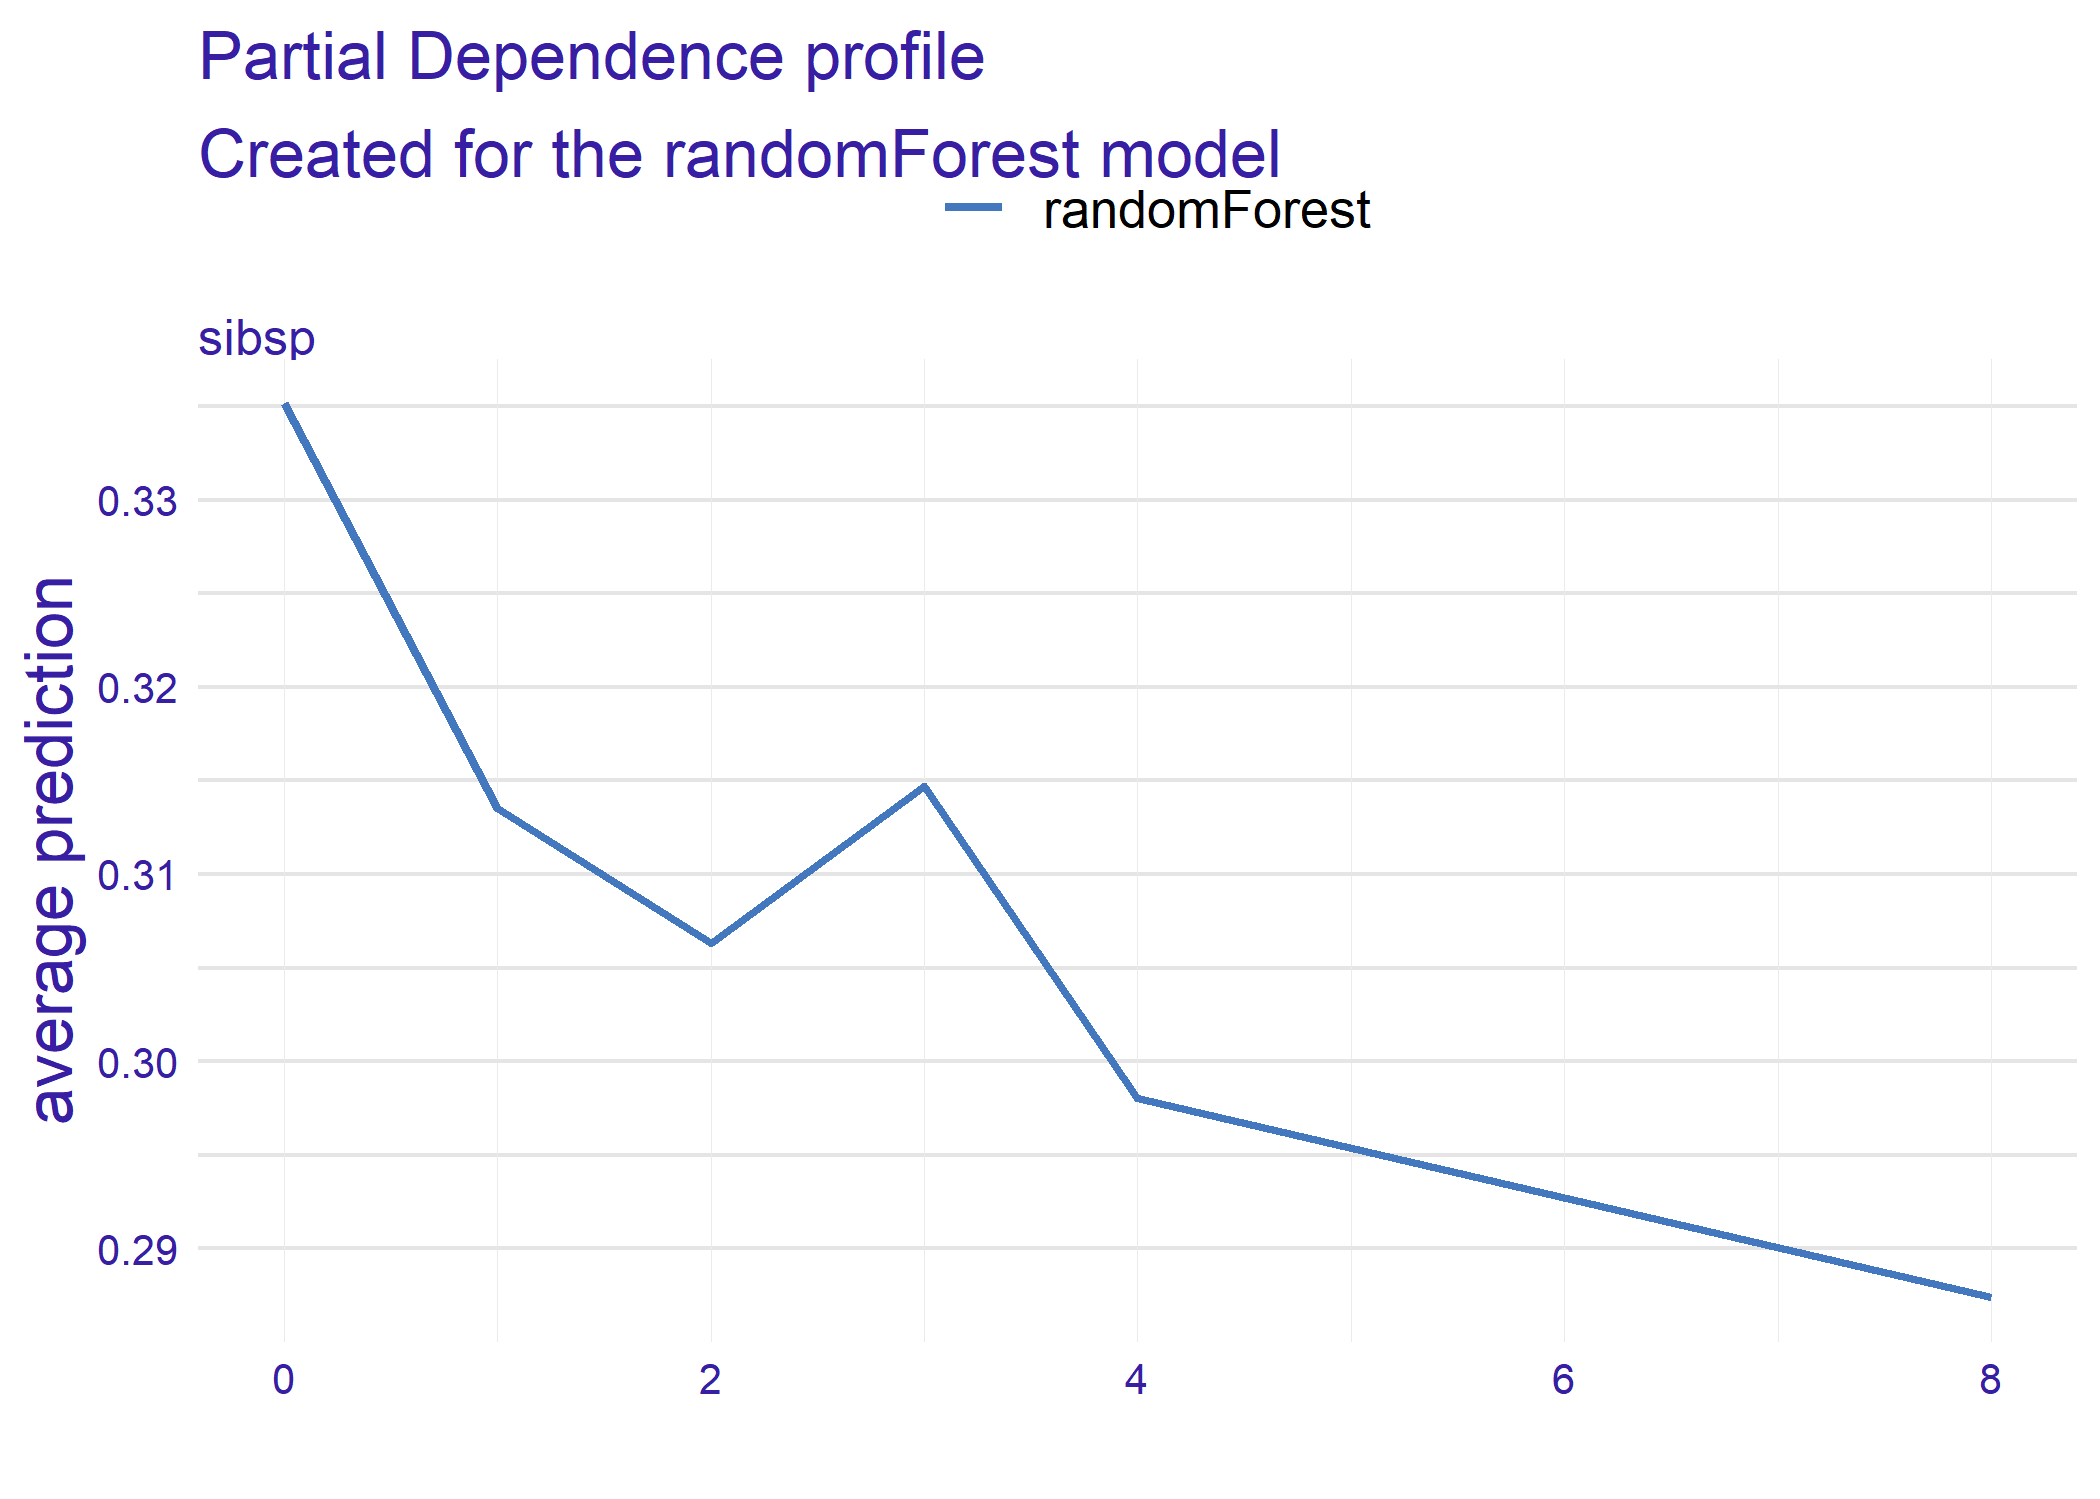 Partial Dependence profile
Created for the randomForest model
randomForest
sibsp
average prediction
0.33
0.32
0.31
0.30
0.29
0 2 4 6 8